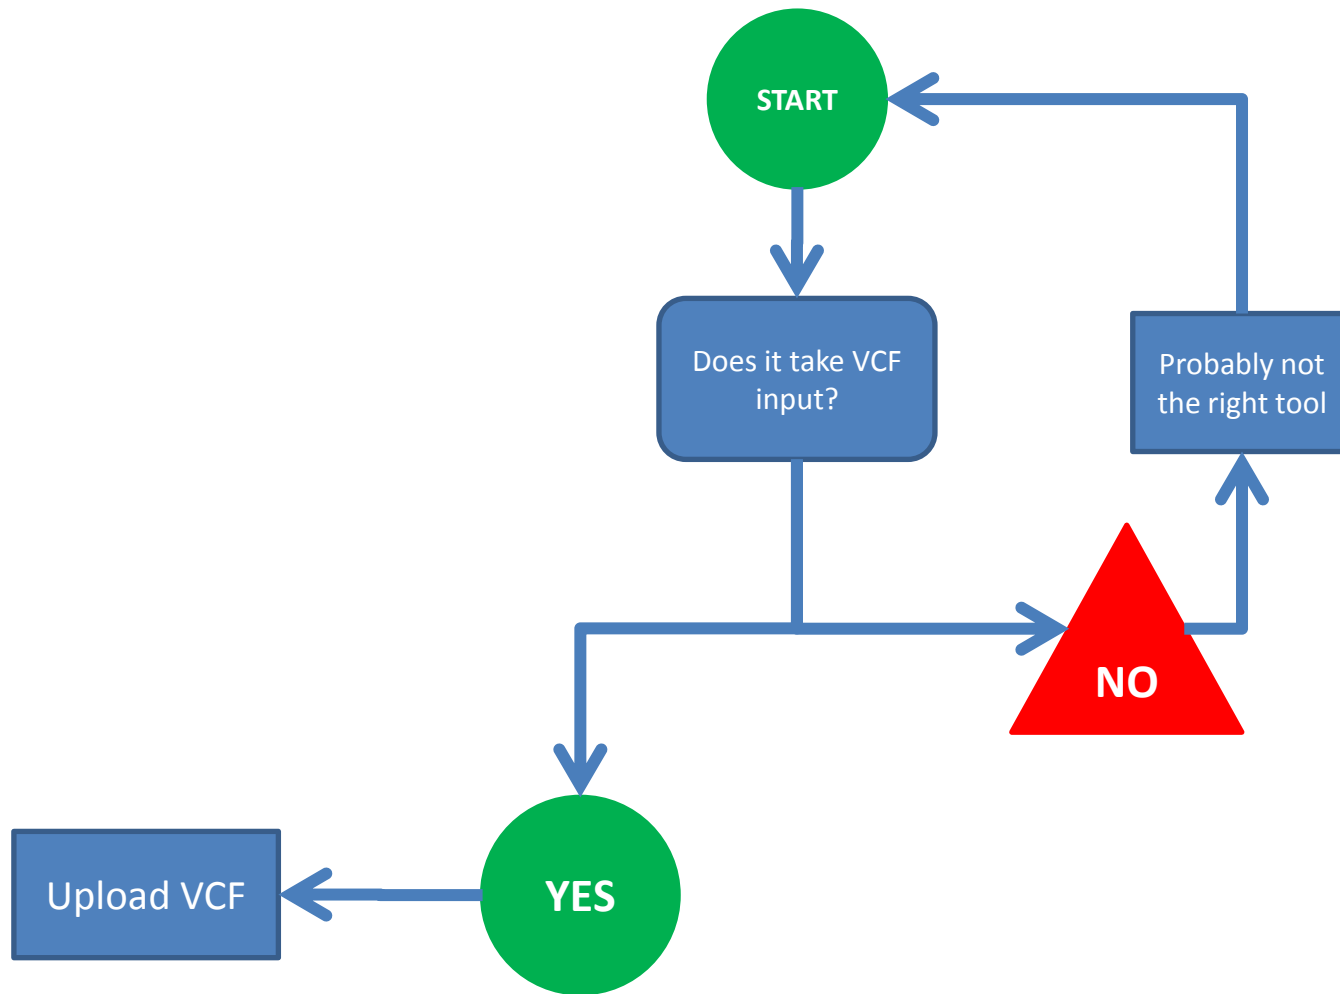 START
Does it take VCF
input?
Probably not
the right tool
NO
YES
Upload VCF